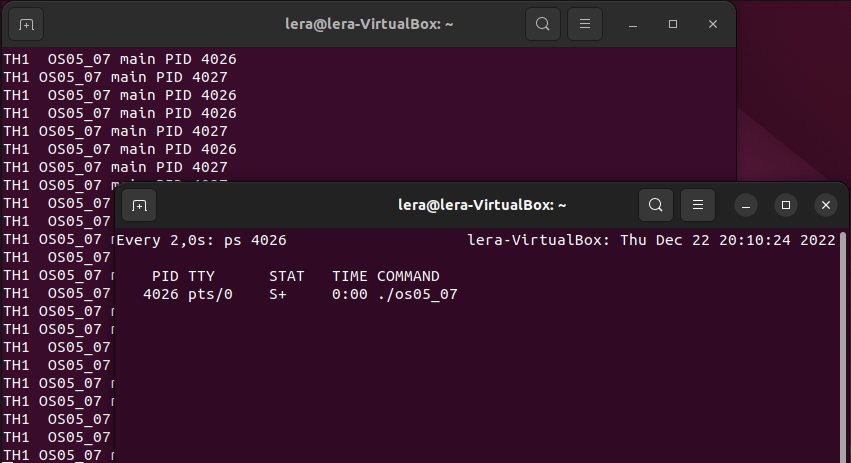 lera@lera-VirtualBox: ~
TH1  OS05_07 main PID 4026
TH1 OS05_07 main PID 4027
TH1  OS05_07 main PID 4026
TH1  OS05_07 main PID 4026
TH1 OS05_07 main PID 4027
TH1  OS05_07 main PID 4026
TH1 OS05_07 main PID 4027
TH1 OS05_07 main PID 4027
TH1  OS05_07
TH1  OS05_07
TH1 OS05_07
TH1  OS05_07
TH1 OS05_07
TH1  OS05_07
TH1 OS05_07
TH1 OS05_07
TH1  OS05_07
TH1  OS05_07
TH1 OS05_07
TH1 OS05_07
TH1  OS05_07
TH1  OS05_07
TH1 OS05_07
lera@lera-VirtualBox: ~
Every 2,0s: ps 4026 lera-VirtualBox: Thu Dec 22 20:10:24 2022
PID TTY      STAT   TIME COMMAND
4026 pts/0    S+     0:00 ./os05_07